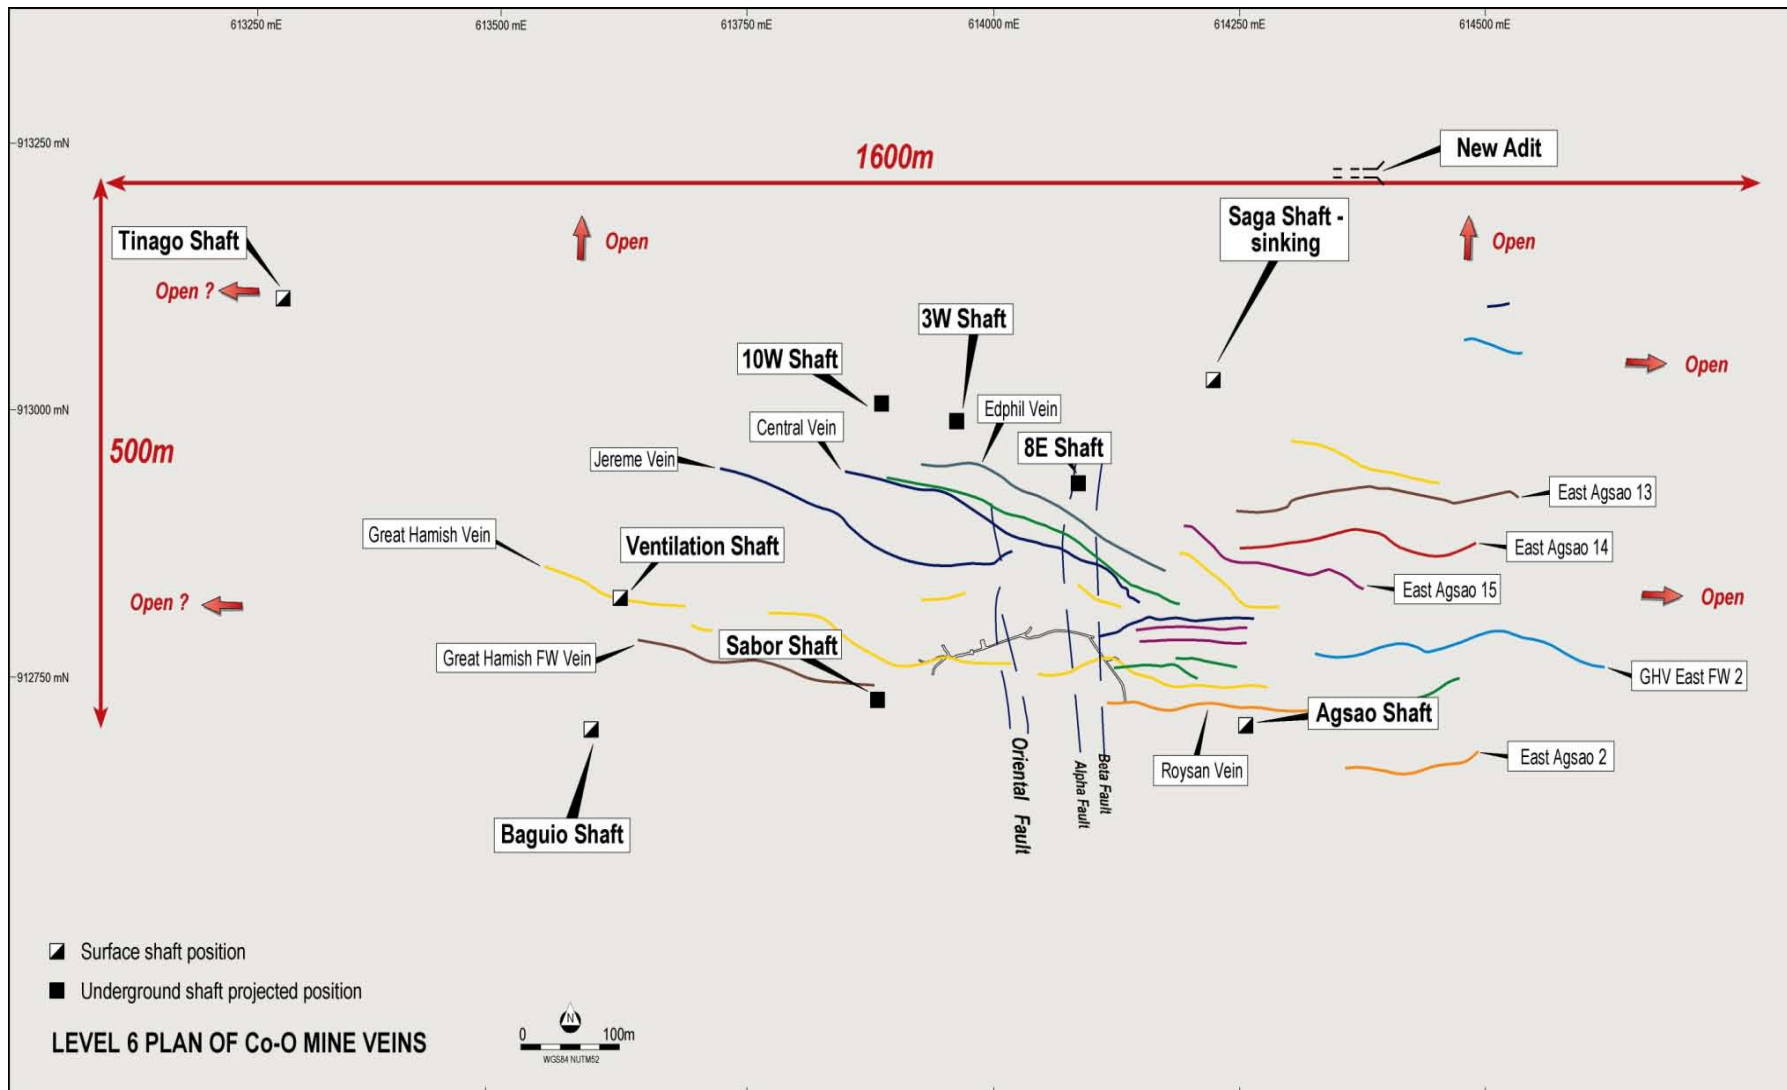 613250 mE
613500 mE
613750 mE
614000 mE
614250 mE
614500 mE
913250 mN
1600m
New Adit
Tinago Shaft
Open
Saga Shaft -
sinking
Open
Open ?
3W Shaft
10W Shaft
Open
913000 mN
Edphil Vein
Central Vein
8E Shaft
500m
Jereme Vein
East Agsao 13
Great Hamish Vein
Ventilation Shaft
East Agsao 14
East Agsao 15
Open ?
Open
Sabor Shaft
Great Hamish FW Vein
912750 mN
GHV East FW 2
Agsao Shaft
Oriental Fault
Alpha Fault
Beta Fault
Roysan Vein
East Agsao 2
Baguio Shaft
Surface shaft position
Underground shaft projected position
LEVEL 6 PLAN OF Co-O MINE VEINS
N
0 100m
WGS84 NUTM52